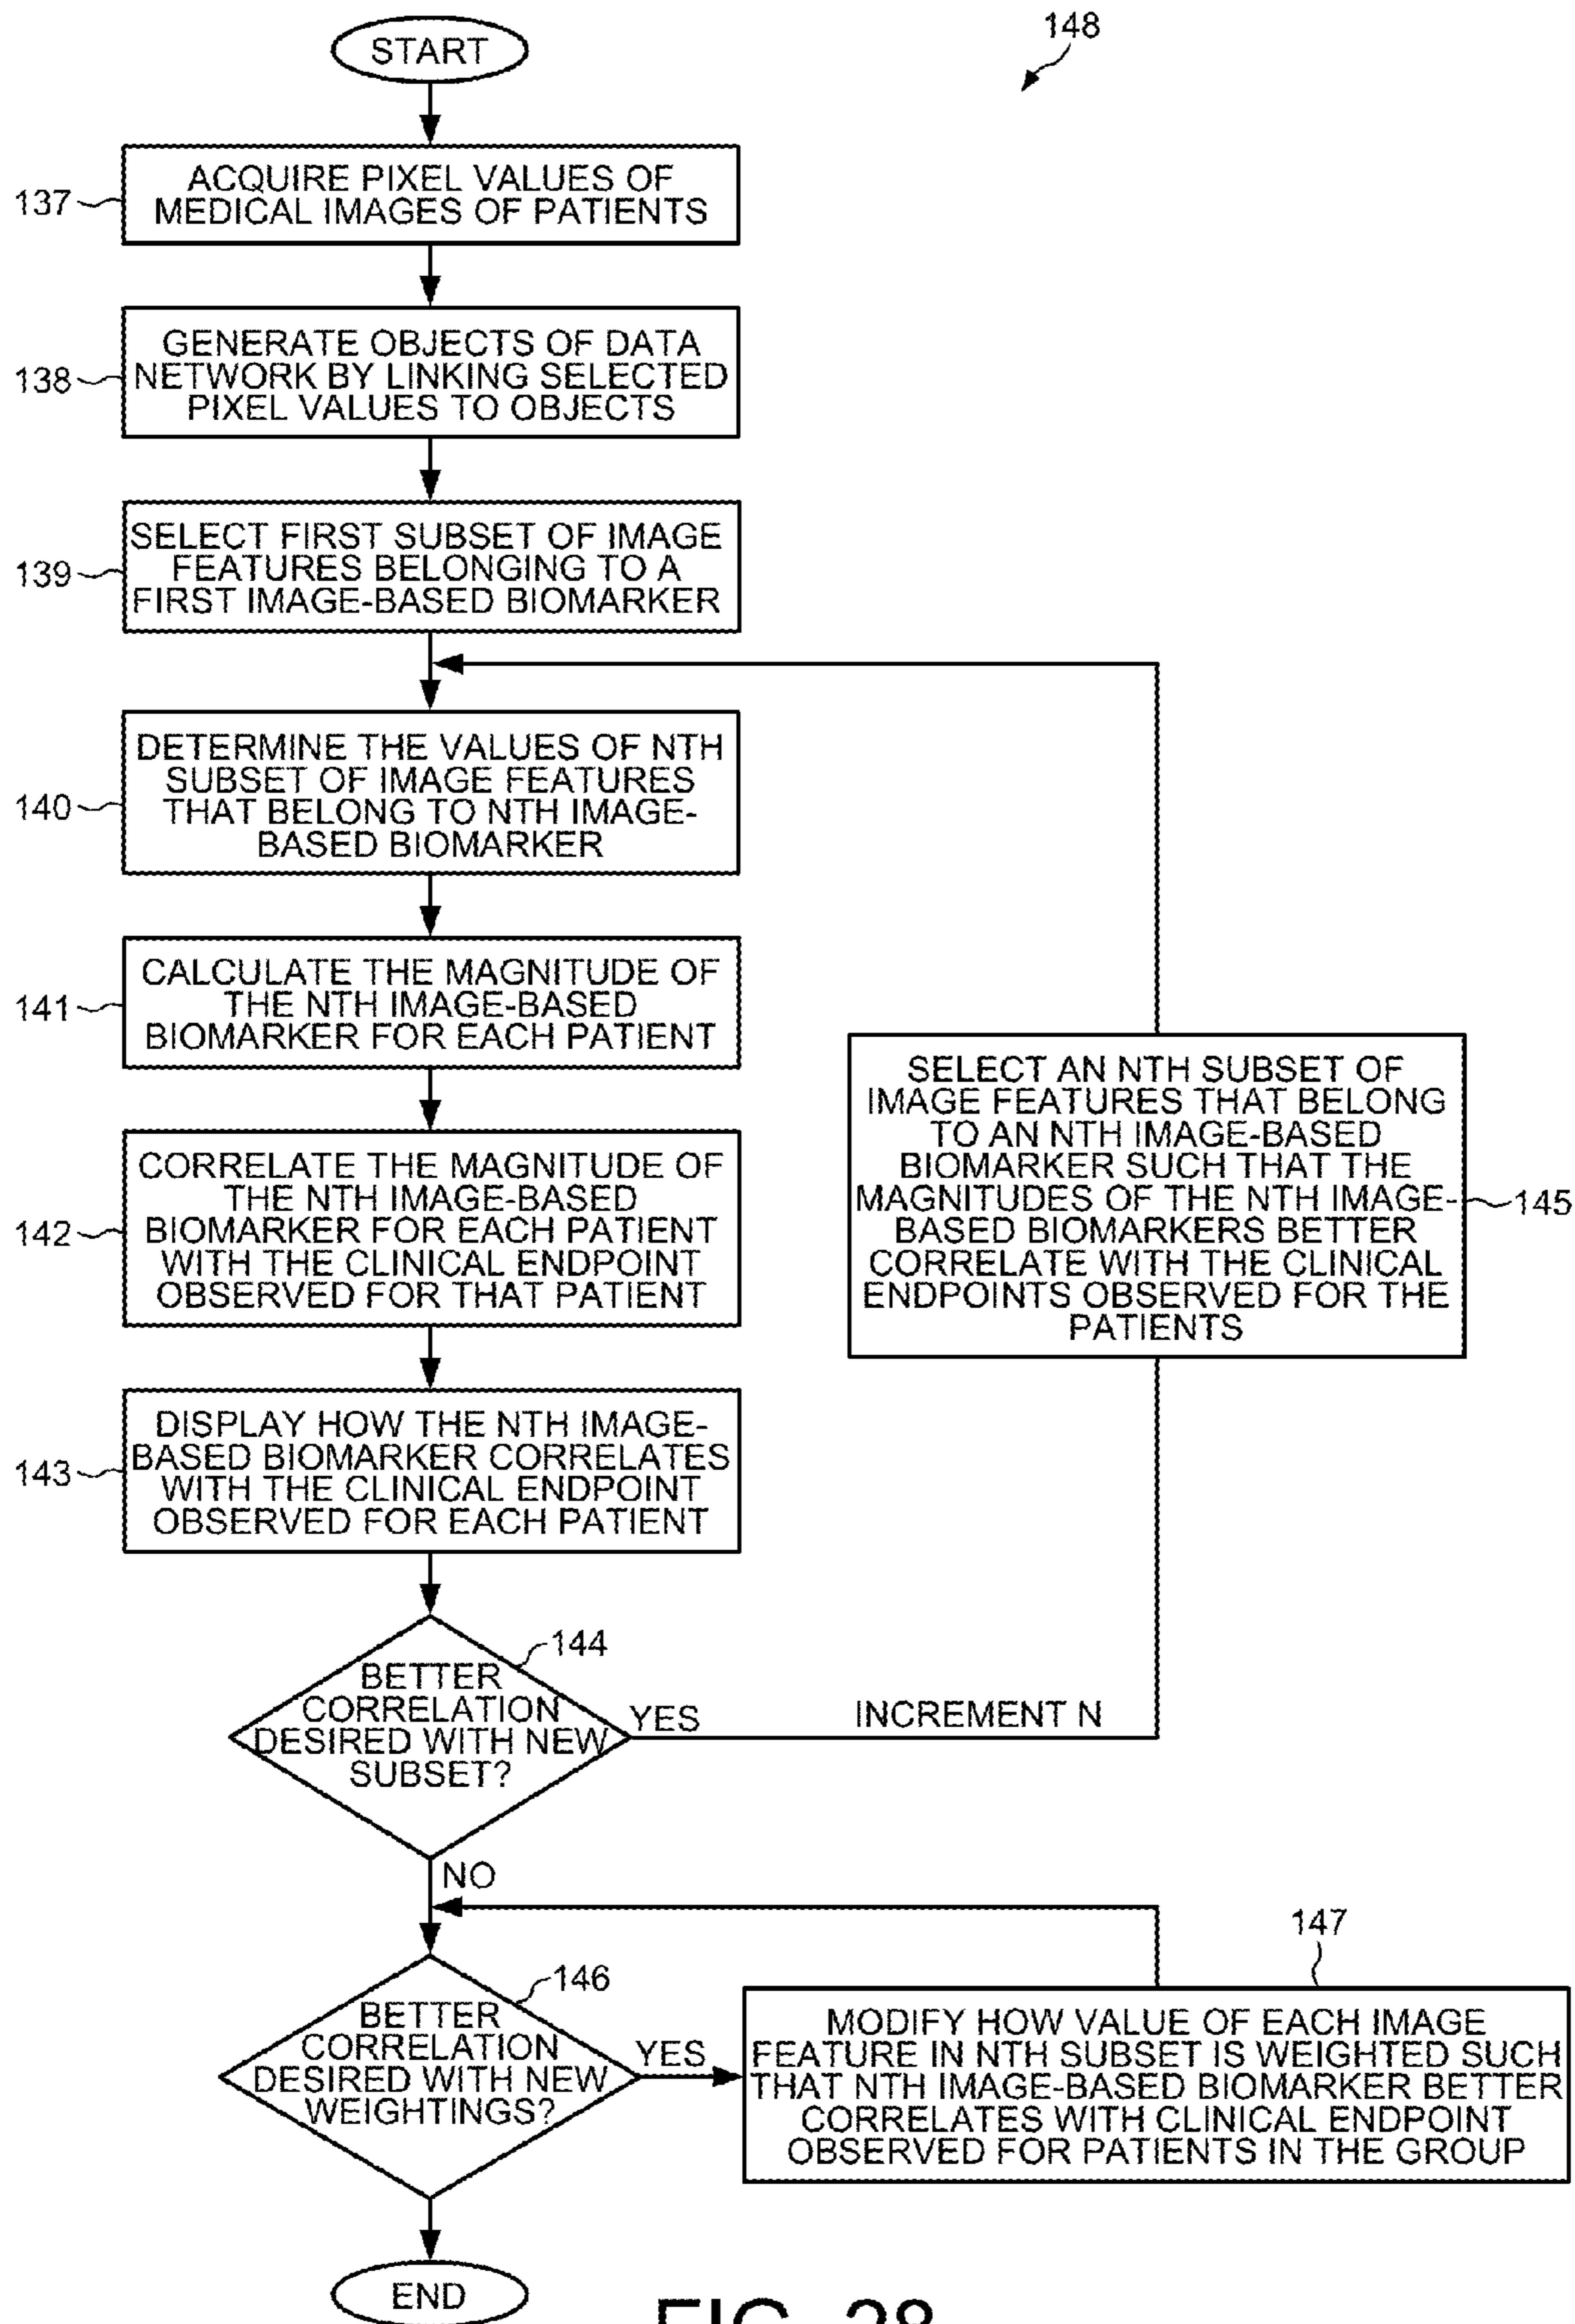 START
148
137
ACQUIRE PIXEL VALUES OF
MEDICAL IMAGES OF PATIENTS
138
GENERATE OBJECTS OF DATA
NETWORK BY LINKING SELECTED
PIXEL VALUES TO OBJECTS
139
SELECT FIRST SUBSET OF IMAGE
FEATURES BELONGING TO A
FIRST IMAGE-BASED BIOMARKER
140
DETERMINE THE VALUES OF NTH
SUBSET OF IMAGE FEATURES
THAT BELONG TO NTH IMAGE-
BASED BIOMARKER
141
CALCULATE THE MAGNITUDE OF
THE NTH IMAGE-BASED
BIOMARKER FOR EACH PATIENT
142
CORRELATE THE MAGNITUDE OF
THE NTH IMAGE-BASED
BIOMARKER FOR EACH PATIENT
WITH THE CLINICAL ENDPOINT
OBSERVED FOR THAT PATIENT
143
DISPLAY HOW THE NTH IMAGE-
BASED BIOMARKER CORRELATES
WITH THE CLINICAL ENDPOINT
OBSERVED FOR EACH PATIENT
144
BETTER
CORRELATION
DESIRED WITH NEW
SUBSET?
YES
INCREMENT N
SELECT AN NTH SUBSET OF
IMAGE FEATURES THAT BELONG
TO AN NTH IMAGE-BASED
BIOMARKER SUCH THAT THE
MAGNITUDES OF THE NTH IMAGE-
BASED BIOMARKERS BETTER
CORRELATE WITH THE CLINICAL
ENDPOINTS OBSERVED FOR THE
PATIENTS
145
NO
146
BETTER
CORRELATION
DESIRED WITH NEW
WEIGHTINGS?
YES
147
MODIFY HOW VALUE OF EACH IMAGE
FEATURE IN NTH SUBSET IS WEIGHTED SUCH
THAT NTH IMAGE-BASED BIOMARKER BETTER
CORRELATES WITH CLINICAL ENDPOINT
OBSERVED FOR PATIENTS IN THE GROUP
END
FIG. 28